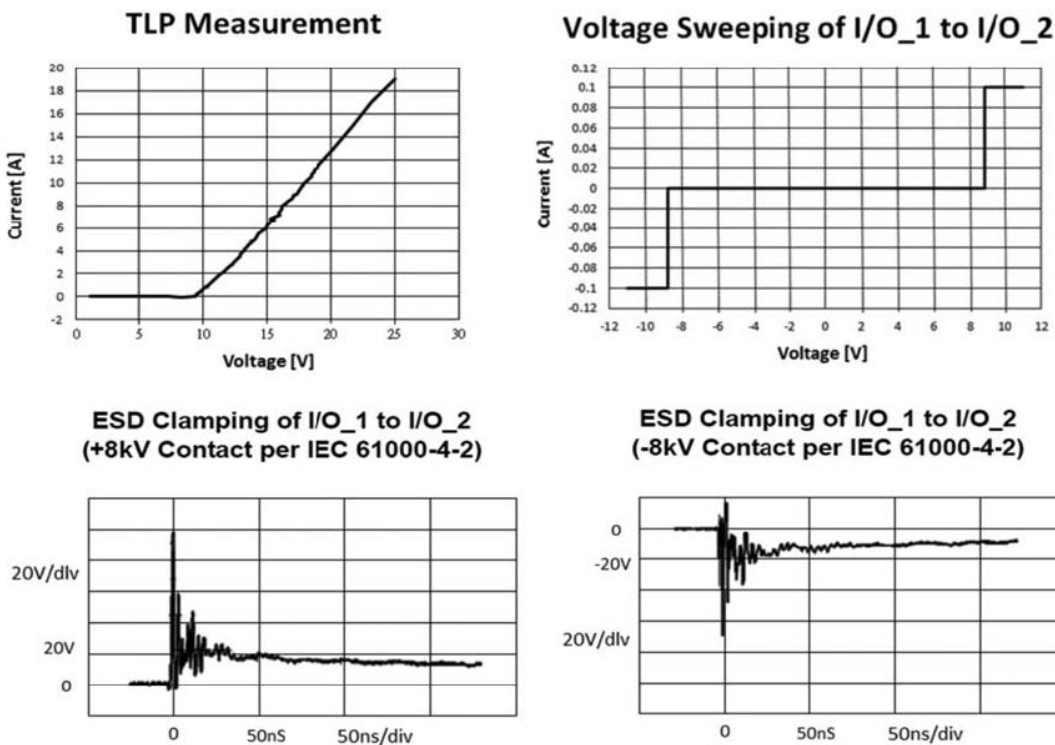 TLP Measurement
20
18
16
14
12
10
8
6
4
2
0
-2
Current [A]
0 5 10 15 20 25 30
Voltage [V]
Voltage Sweeping of I/O_1 to I/O_2
0.12
0.1
0.08
0.06
0.04
0.02
0
-0.02
-0.04
-0.06
-0.08
-0.1
-0.12
Current [A]
-12 -10 -8 -6 -4 -2 0 2 4 6 8 10 12
Voltage [V]
ESD Clamping of I/O_1 to I/O_2
(+8kV Contact per IEC 61000-4-2)
20V/dlv
20V
0
0 50nS 50ns/div
ESD Clamping of I/O_1 to I/O_2
(-8kV Contact per IEC 61000-4-2)
0
-20V
20V/dlv
0 50nS 50ns/div